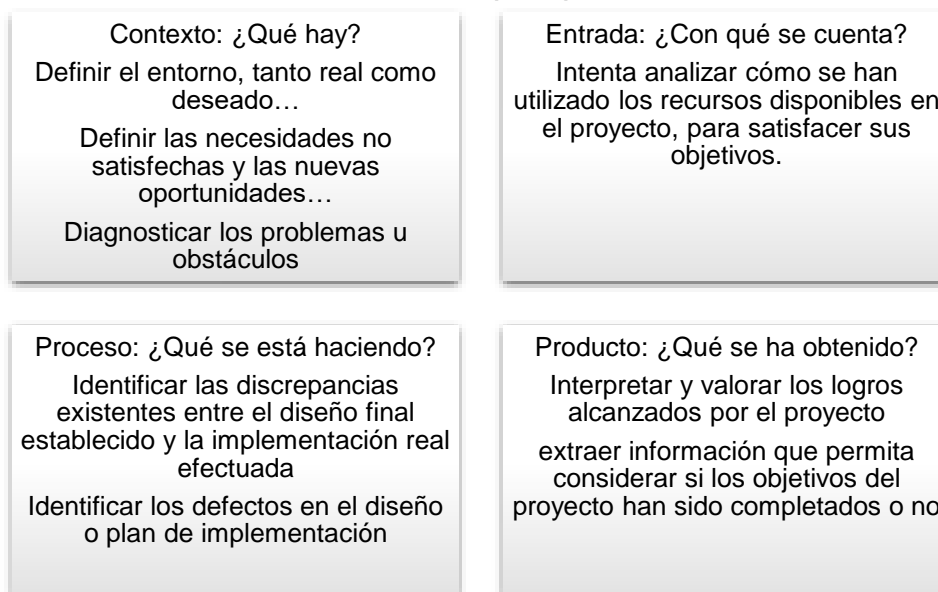 Contexto: ¿Qué hay?
Definir el entorno, tanto real como
deseado…
Definir las necesidades no
satisfechas y las nuevas
oportunidades…
Diagnosticar los problemas u
obstáculos
Entrada: ¿Con qué se cuenta?
Intenta analizar cómo se han
utilizado los recursos disponibles en
el proyecto, para satisfacer sus
objetivos.
Proceso: ¿Qué se está haciendo?
Identificar las discrepancias
existentes entre el diseño final
establecido y la implementación real
efectuada
Identificar los defectos en el diseño
o plan de implementación
Producto: ¿Qué se ha obtenido?
Interpretar y valorar los logros
alcanzados por el proyecto
extraer información que permita
considerar si los objetivos del
proyecto han sido completados o no